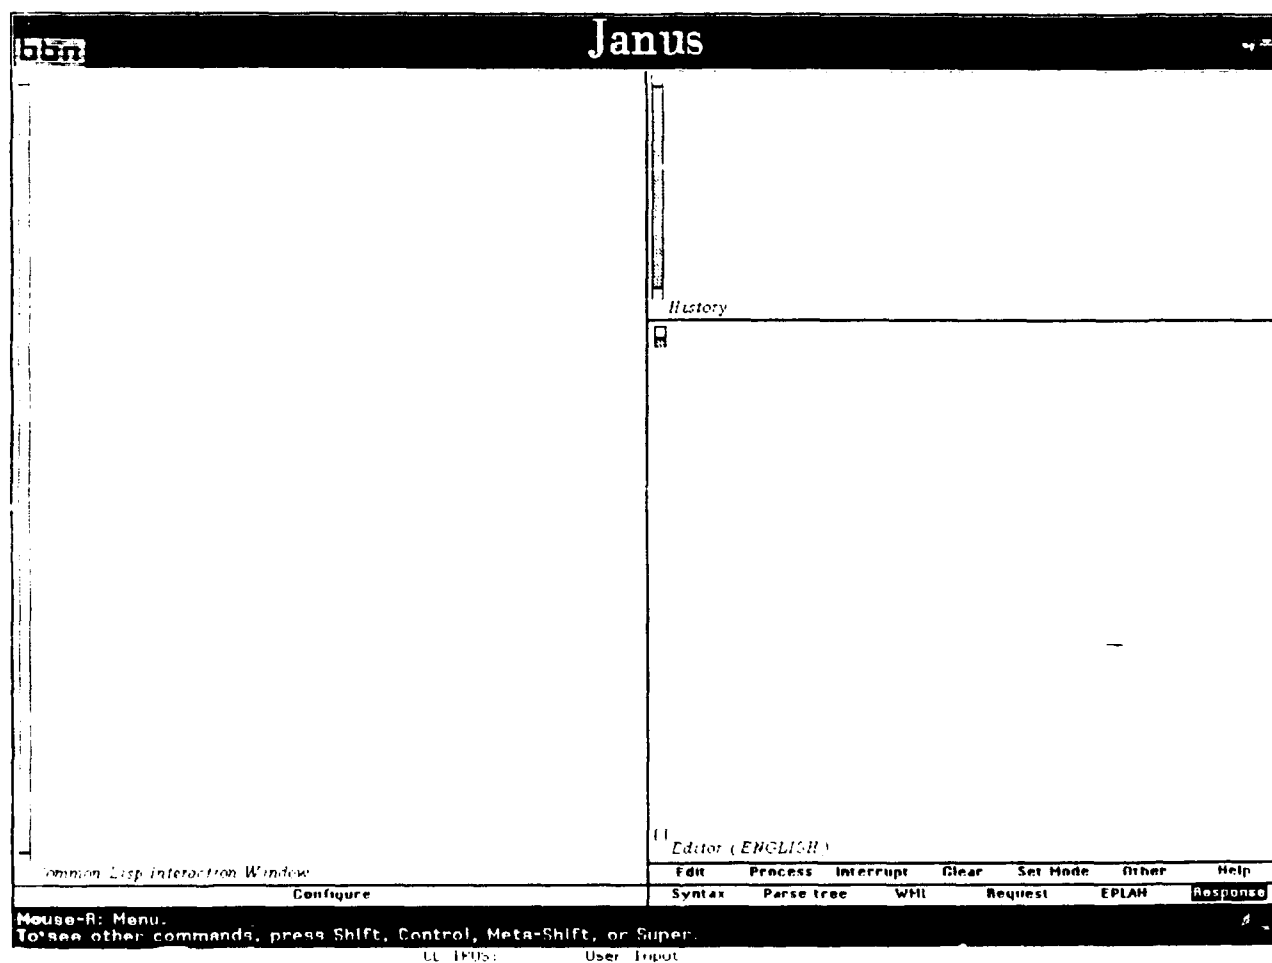 Janus
bbn
History
Editor (ENGLISH)
Common Lisp Interaction Window
Edit Process Interrupt Clear Set Mode Other Help
Configure
Syntax Parse tree WML Request EPLAN Response
Mouse-R: Menu.
To see other commands, press Shift, Control, Meta-Shift, or Super.
User Input